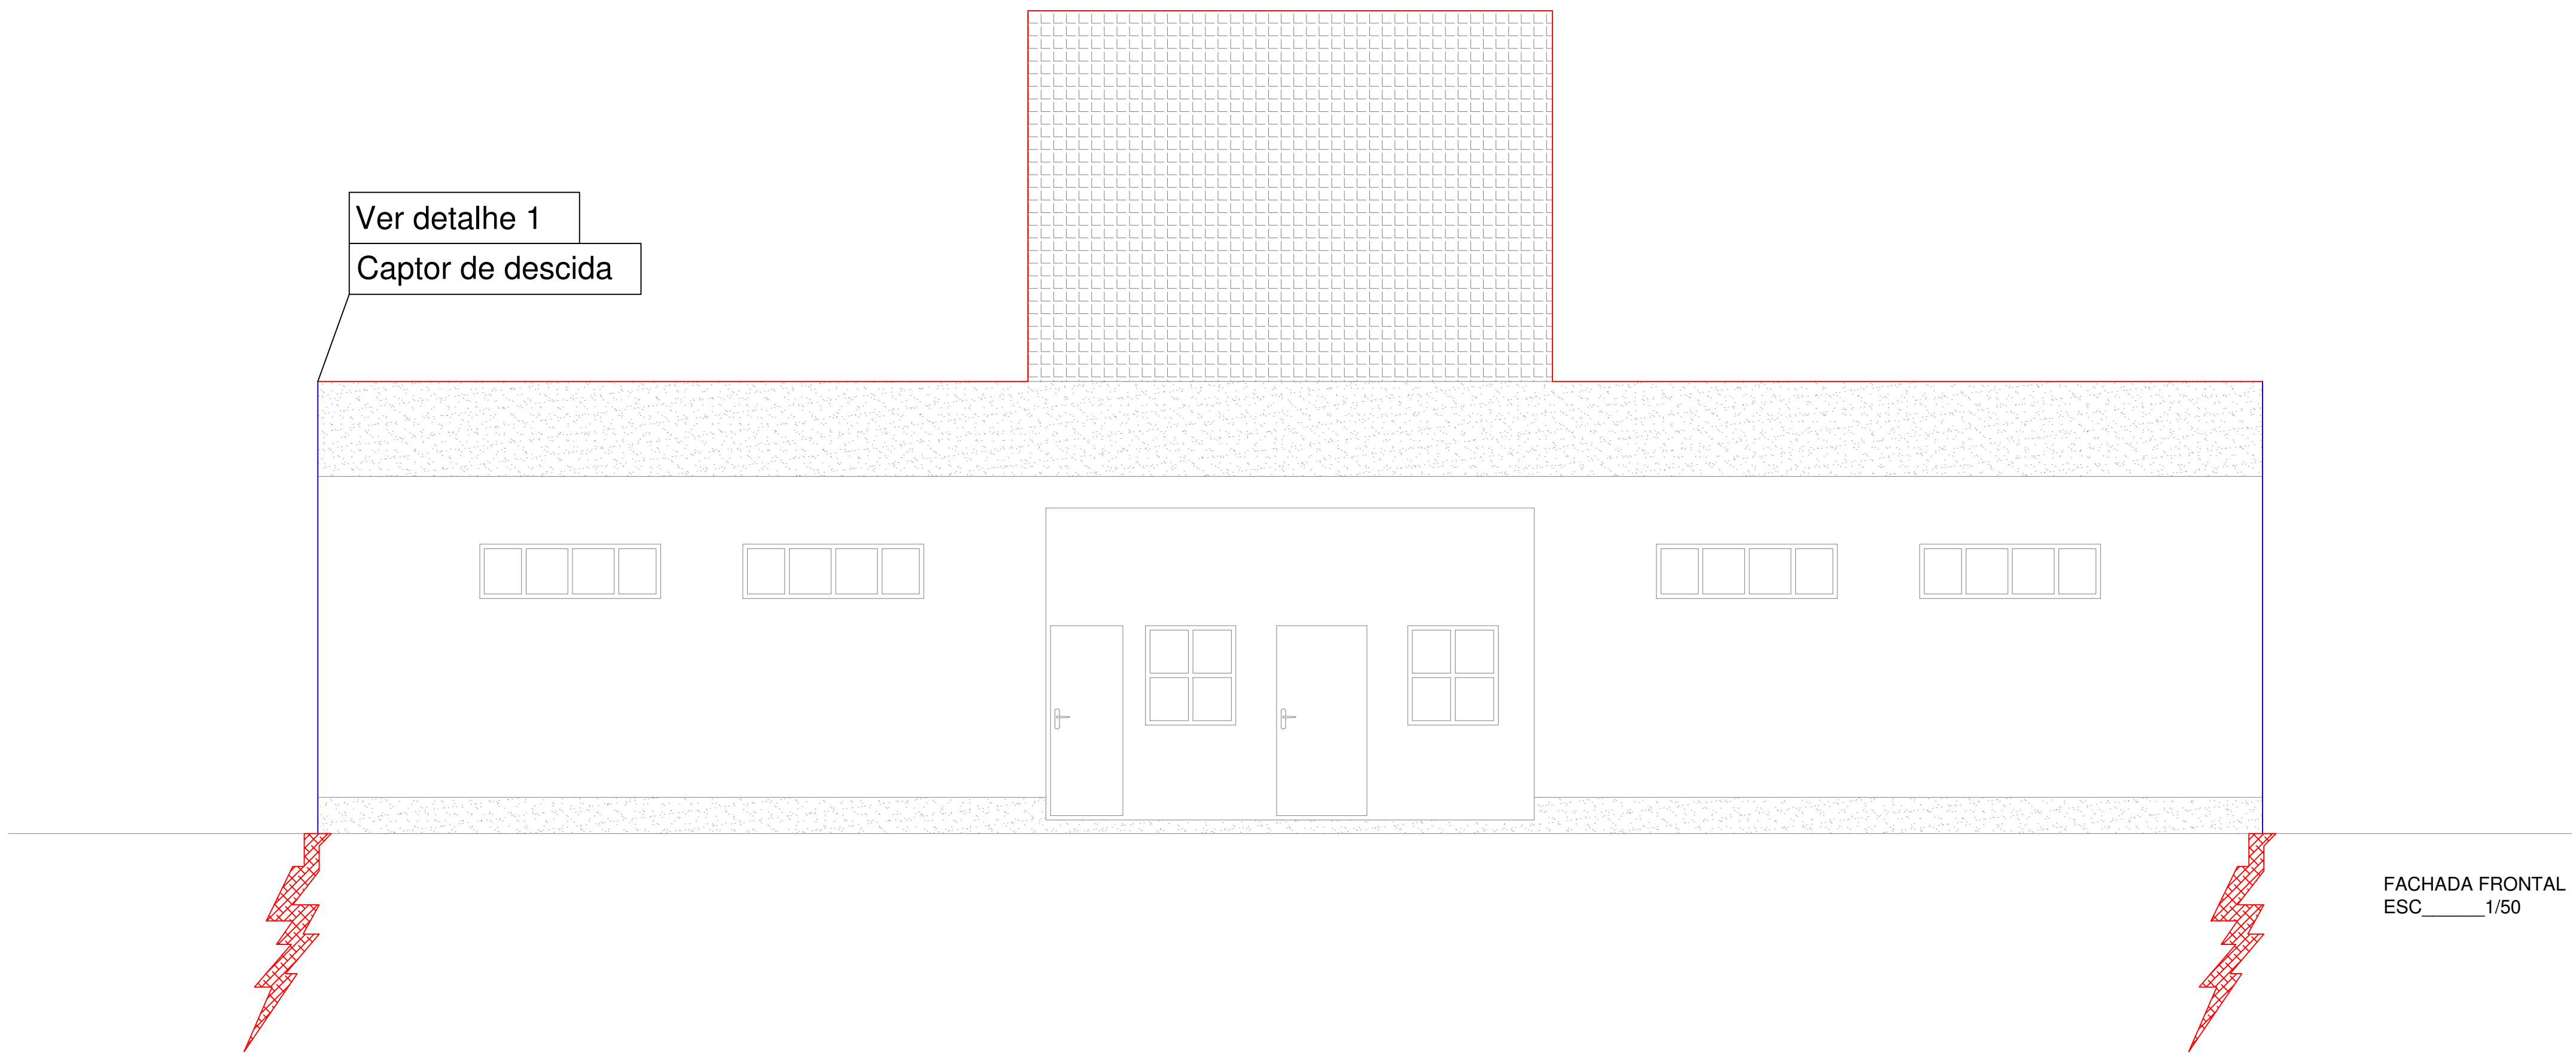 Ver detalhe 1
Captor de descida
FACHADA FRONTAL
ESC______1/50